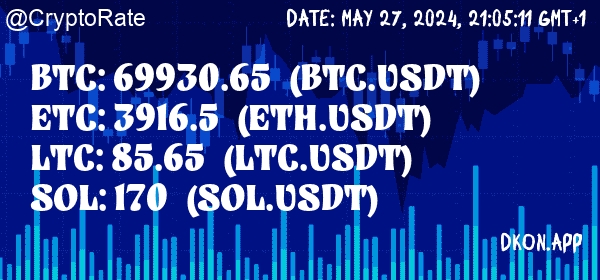 @CryptoRate
DATE: MAY 27, 2024, 21:05:11 GMT+1
BTC: 69930.65 (BTC.USDT)
ETC: 3916.5 (ETH.USDT)
LTC: 85.65 (LTC.USDT)
SOL: 170 (SOL.USDT)
DKON.APP